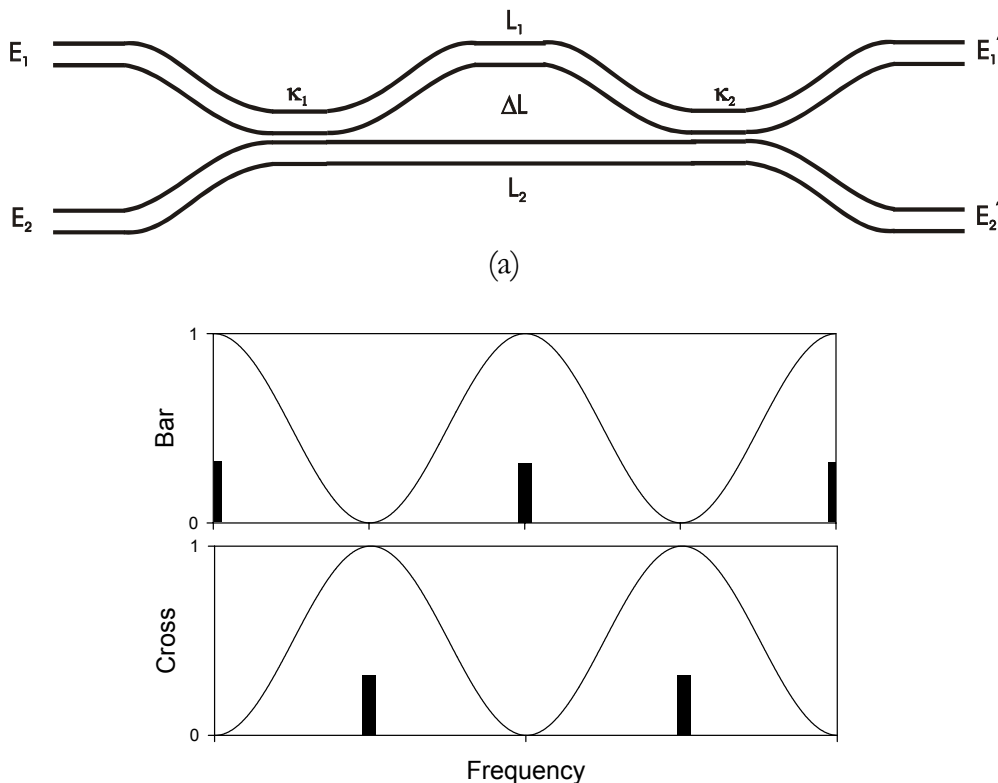 L₁
E₁ E₁´
κ₁ κ₂
ΔL
E₂ L₂ E₂´
(a)
1
Bar
0
1
Cross
0
Frequency